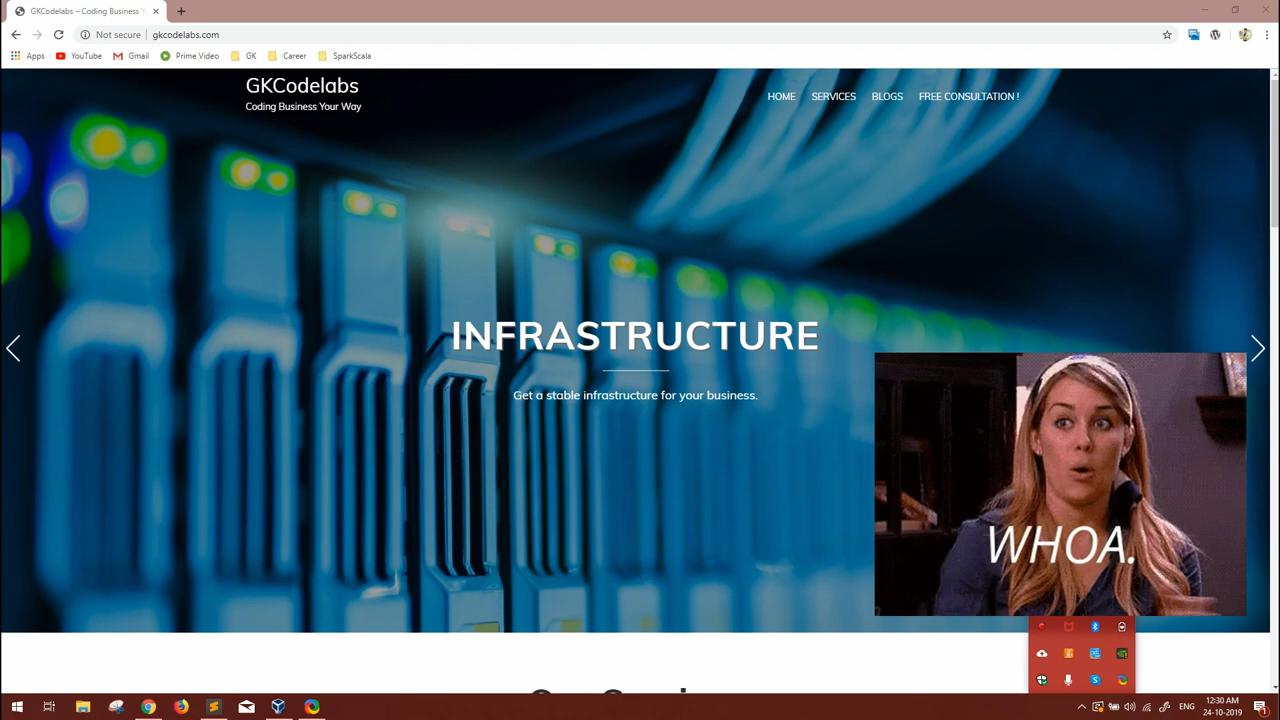 GKCodelabs – Coding Business Y
Not secure
gkcodelabs.com
Apps
YouTube
Gmail
Prime Video
GK
Career
SparkScala
GKCodelabs
Coding Business Your Way
HOME
SERVICES
BLOGS
FREE CONSULTATION !
INFRASTRUCTURE
Get a stable infrastructure for your business.
WHOA.
ENG
12:30 AM
24-10-2019